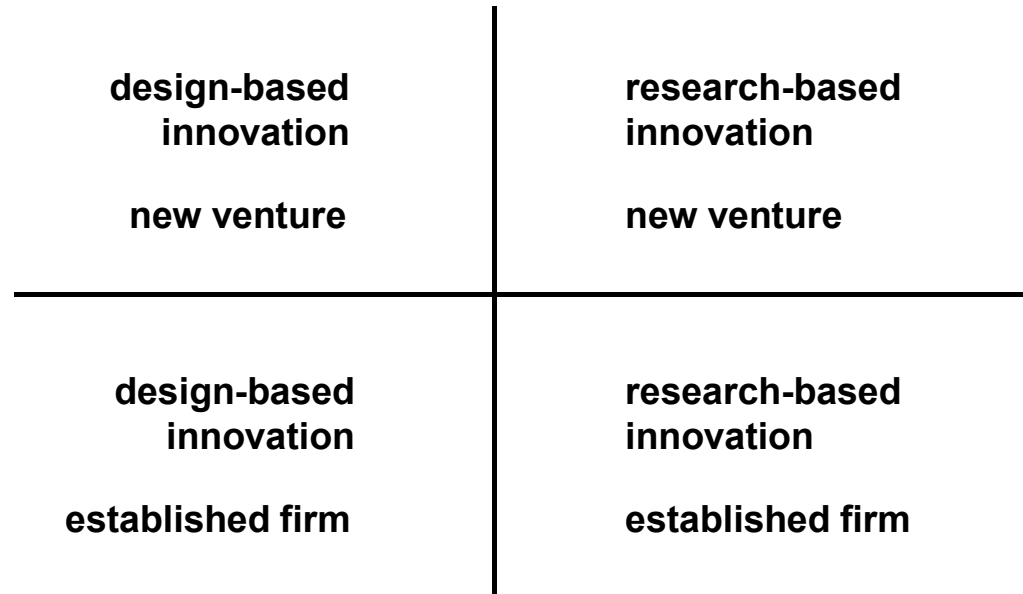 design-based
innovation
new venture
research-based
innovation
new venture
design-based
innovation
established firm
research-based
innovation
established firm